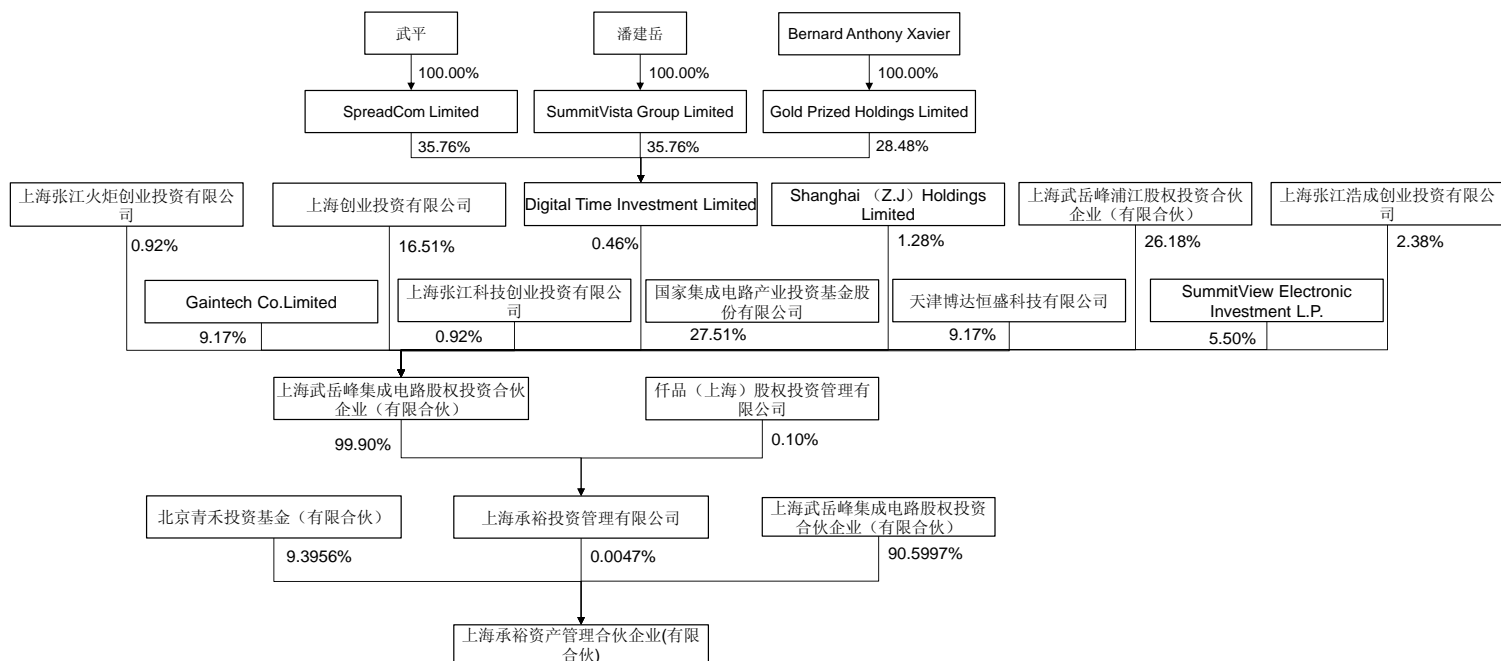 武平
潘建岳
Bernard Anthony Xavier
100.00%
100.00%
100.00%
SpreadCom Limited
SummitVista Group Limited
Gold Prized Holdings Limited
35.76%
35.76%
28.48%
上海张江火炬创业投资有限公
司
上海创业投资有限公司
Digital Time Investment Limited
Shanghai （Z.J）Holdings
Limited
上海武岳峰浦江股权投资合伙
企业（有限合伙）
上海张江浩成创业投资有限公
司
0.92%
16.51%
0.46%
1.28%
26.18%
2.38%
Gaintech Co.Limited
上海张江科技创业投资有限公
司
国家集成电路产业投资基金股
份有限公司
天津博达恒盛科技有限公司
SummitView Electronic
Investment L.P.
9.17%
0.92%
27.51%
9.17%
5.50%
上海武岳峰集成电路股权投资合伙
企业（有限合伙）
仟品（上海）股权投资管理有
限公司
99.90%
0.10%
北京青禾投资基金（有限合伙）
上海承裕投资管理有限公司
上海武岳峰集成电路股权投资
合伙企业（有限合伙）
9.3956%
0.0047%
90.5997%
上海承裕资产管理合伙企业(有限
合伙)